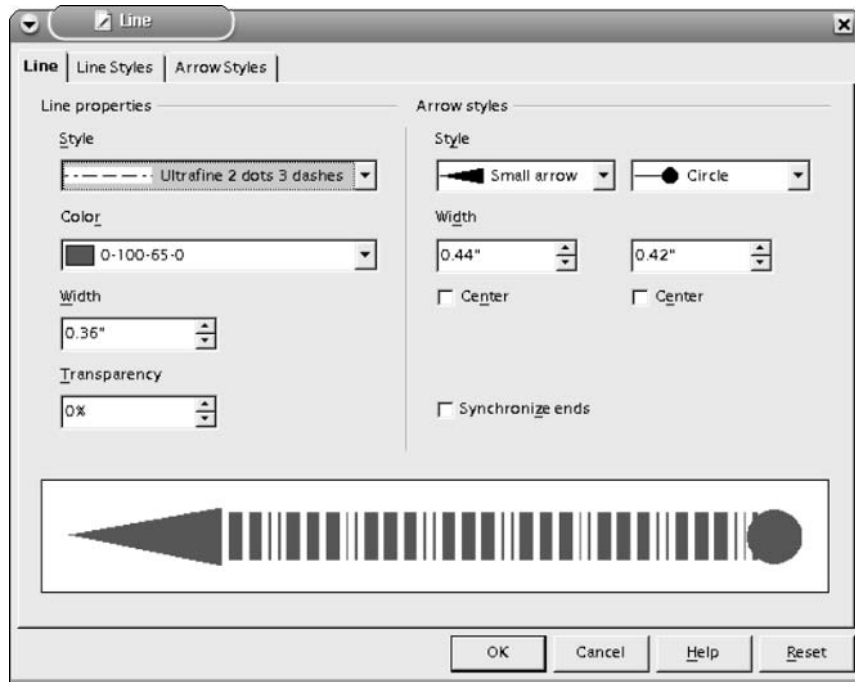 Line
Line Line Styles Arrow Styles
Line properties
Style
Ultrafine 2 dots 3 dashes
Color
0-100-65-0
Width
0.36"
Transparency
0%
Arrow styles
Style
Small arrow Circle
Width
0.44" 0.42"
Center Center
Synchronize ends
OK Cancel Help Reset